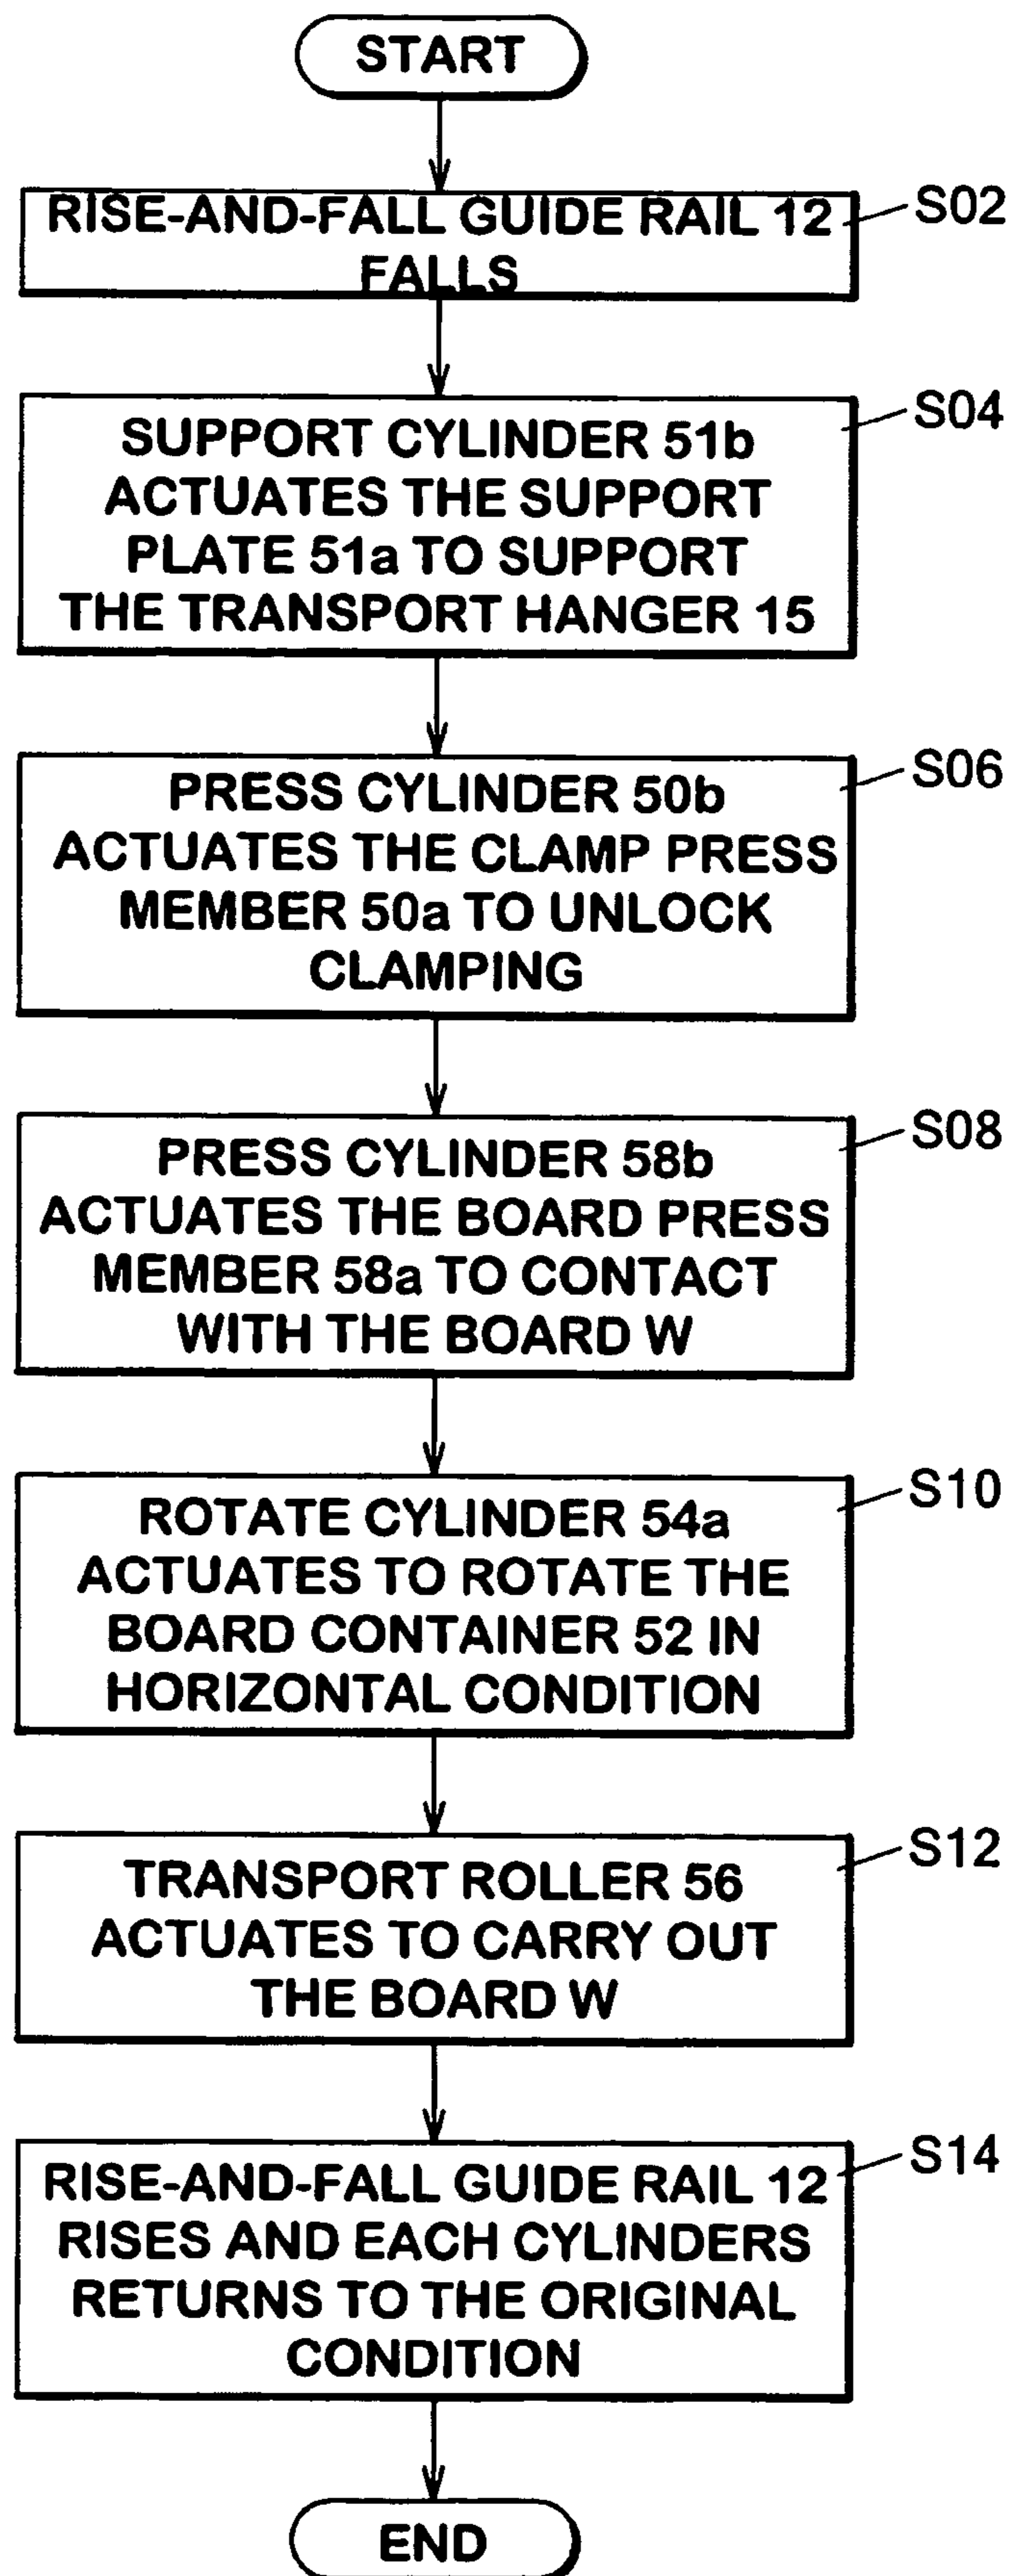 START
RISE-AND-FALL GUIDE RAIL 12
FALLS
S02
SUPPORT CYLINDER 51b
ACTUATES THE SUPPORT
PLATE 51a TO SUPPORT
THE TRANSPORT HANGER 15
S04
PRESS CYLINDER 50b
ACTUATES THE CLAMP PRESS
MEMBER 50a TO UNLOCK
CLAMPING
S06
PRESS CYLINDER 58b
ACTUATES THE BOARD PRESS
MEMBER 58a TO CONTACT
WITH THE BOARD W
S08
ROTATE CYLINDER 54a
ACTUATES TO ROTATE THE
BOARD CONTAINER 52 IN
HORIZONTAL CONDITION
S10
TRANSPORT ROLLER 56
ACTUATES TO CARRY OUT
THE BOARD W
S12
RISE-AND-FALL GUIDE RAIL 12
RISES AND EACH CYLINDERS
RETURNS TO THE ORIGINAL
CONDITION
S14
END